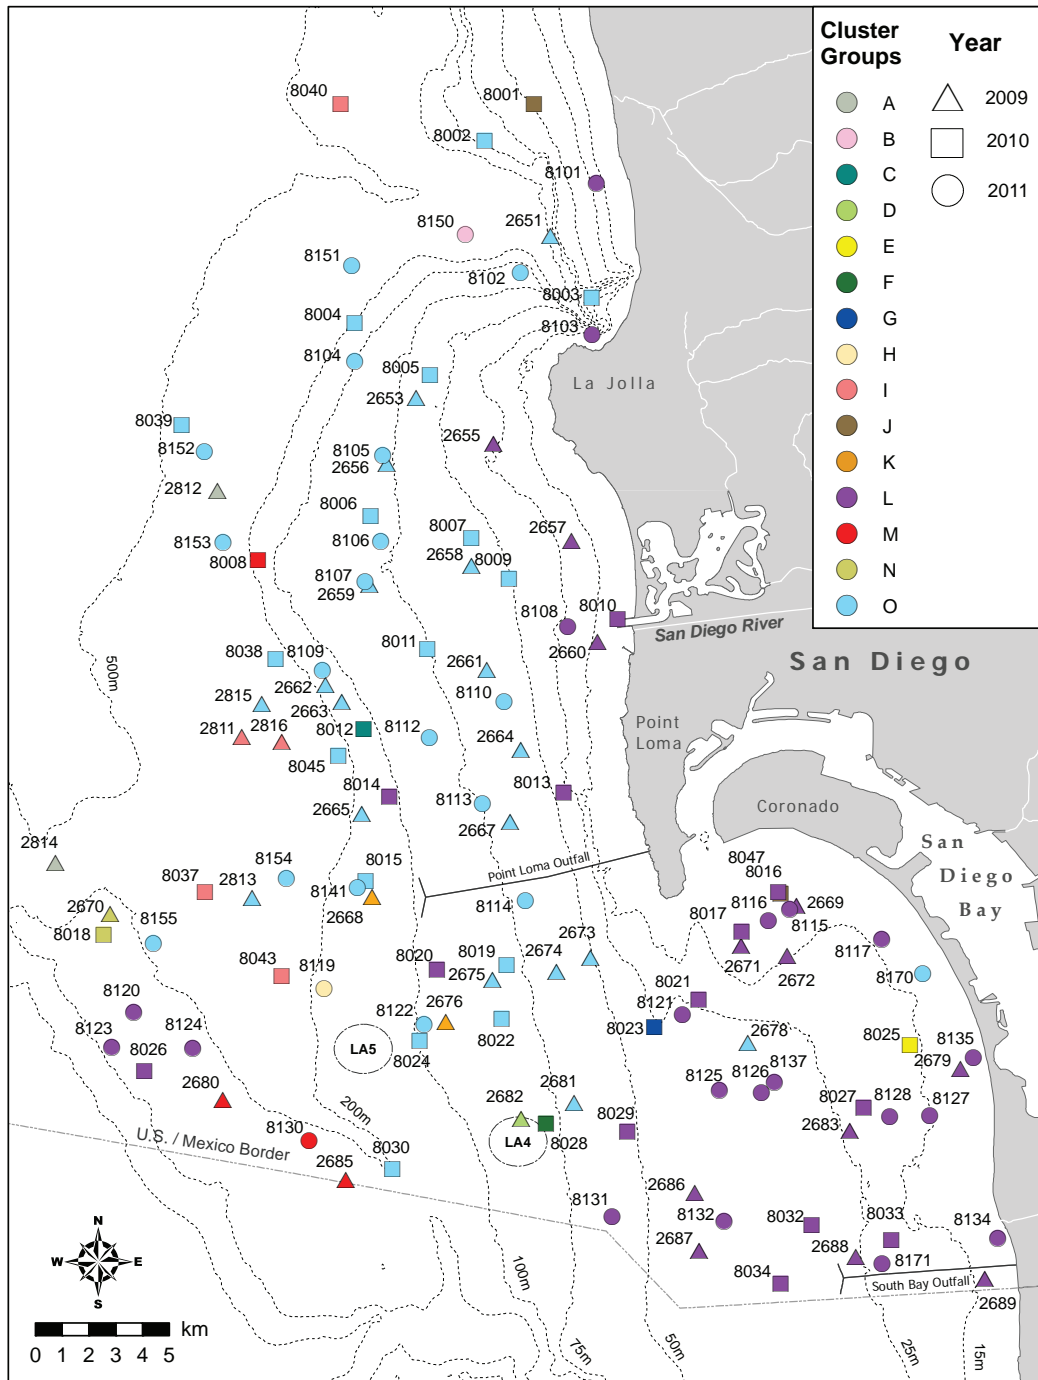 Cluster
Groups
Year
A
B
C
D
E
F
G
H
I
J
K
L
M
N
O
2009
2010
2011
8040
8001
8002
8101
8150
2651
8151
8102
8003
8004
8103
8104
8005
La Jolla
2653
8039
2655
8152
8105
2656
2812
8006
8007
2657
8153
8106
8008
2658
8009
8107
2659
8108
8010
San Diego River
2660
8011
8038
8109
2661
San Diego
500m
2662
2815
2663
8110
2811
2816
8012
8112
2664
Point
Loma
8045
8014
8013
2665
8113
Coronado
2667
2814
San
Diego
Bay
Point Loma Outfall
8154
8015
8047
8016
8037
2813
8141
2668
8114
8116
2669
2670
8155
8018
8017
8115
8117
2671
2672
8019
2674
2673
8020
2675
8170
8043
8119
8021
8120
8121
8122
2676
8023
2678
8025
8135
8123
8124
8022
2679
8026
LA5
8024
8137
8126
8125
2680
2681
2682
8027
8128
8127
200m
8029
2683
8130
LA4
8028
U.S. / Mexico Border
8030
2685
2686
8131
8132
8032
8033
8134
2687
2688
8171
8034
South Bay Outfall
2689
N
W
E
S
100m
75m
50m
25m
15m
km
0 1 2 3 4 5